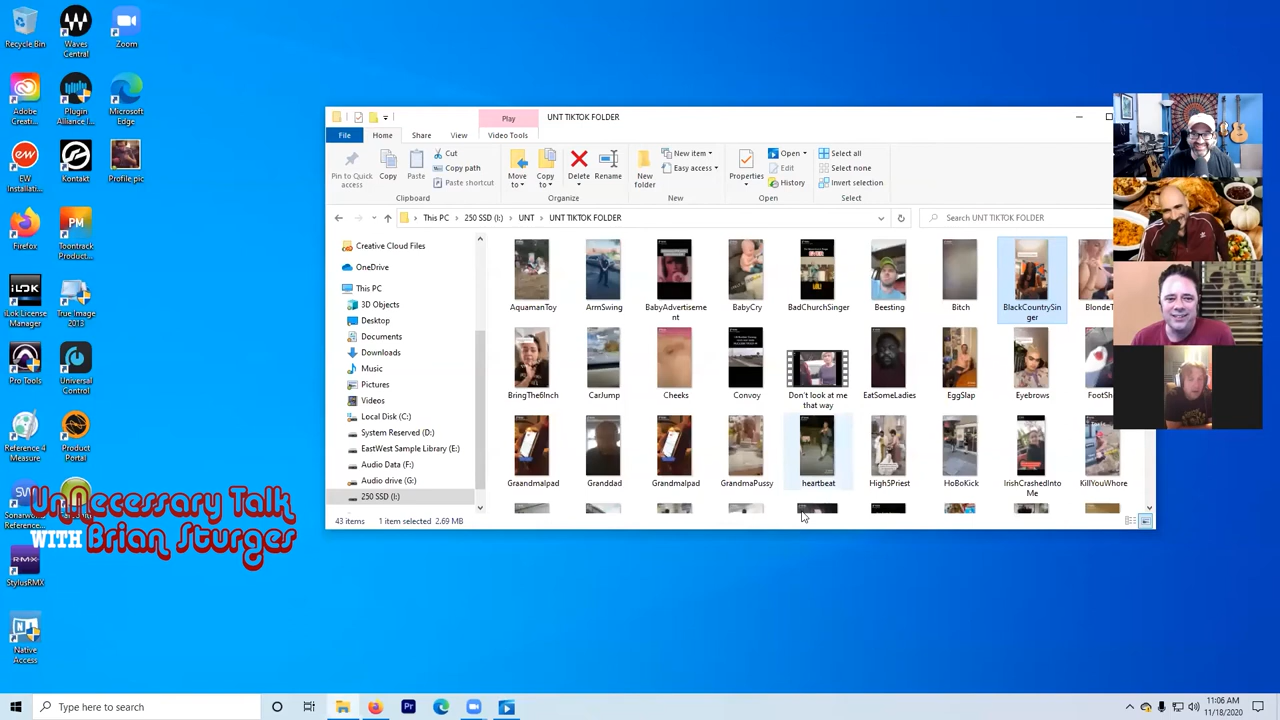 Recycle Bin
Waves Central
Zoom
Adobe Creati...
Plugin Alliance I...
Microsoft Edge
EW Installati...
Kontakt
Profile pic
Firefox
Toontrack Product...
iLok License Manager
True Image 2013
Pro Tools
Universal Control
Reference 4 Measure
Product Portal
Sonarworks Reference...
StylusRMX
Native Access
UnNecessary Talk
WITH Brian Sturges
Play
UNT TIKTOK FOLDER
File
Home
Share
View
Video Tools
Pin to Quick access
Copy
Paste
Cut
Copy path
Paste shortcut
Clipboard
Move to
Copy to
Delete
Rename
Organize
New folder
New item
Easy access
New
Properties
Open
Edit
History
Open
Select all
Select none
Invert selection
Select
This PC > 250 SSD (I:) > UNT > UNT TIKTOK FOLDER
Search UNT TIKTOK FOLDER
Creative Cloud Files
OneDrive
This PC
3D Objects
Desktop
Documents
Downloads
Music
Pictures
Videos
Local Disk (C:)
System Reserved (D:)
EastWest Sample Library (E:)
Audio Data (F:)
Audio drive (G:)
250 SSD (I:)
AquamanToy
ArmSwing
BabyAdvertisement
BabyCry
BadChurchSinger
Beesting
Bitch
BlackCountrySinger
BringThe6Inch
CarJump
Cheeks
Convoy
Don't look at me that way
EatSomeLadies
EggSlap
Eyebrows
Graandmalpad
Granddad
Grandmalpad
GrandmaPussy
heartbeat
High5Priest
HoBoKick
IrishCrashedIntoMe
KillYouWhore
43 items
1 item selected 2.69 MB
Type here to search
11:06 AM
11/18/2020